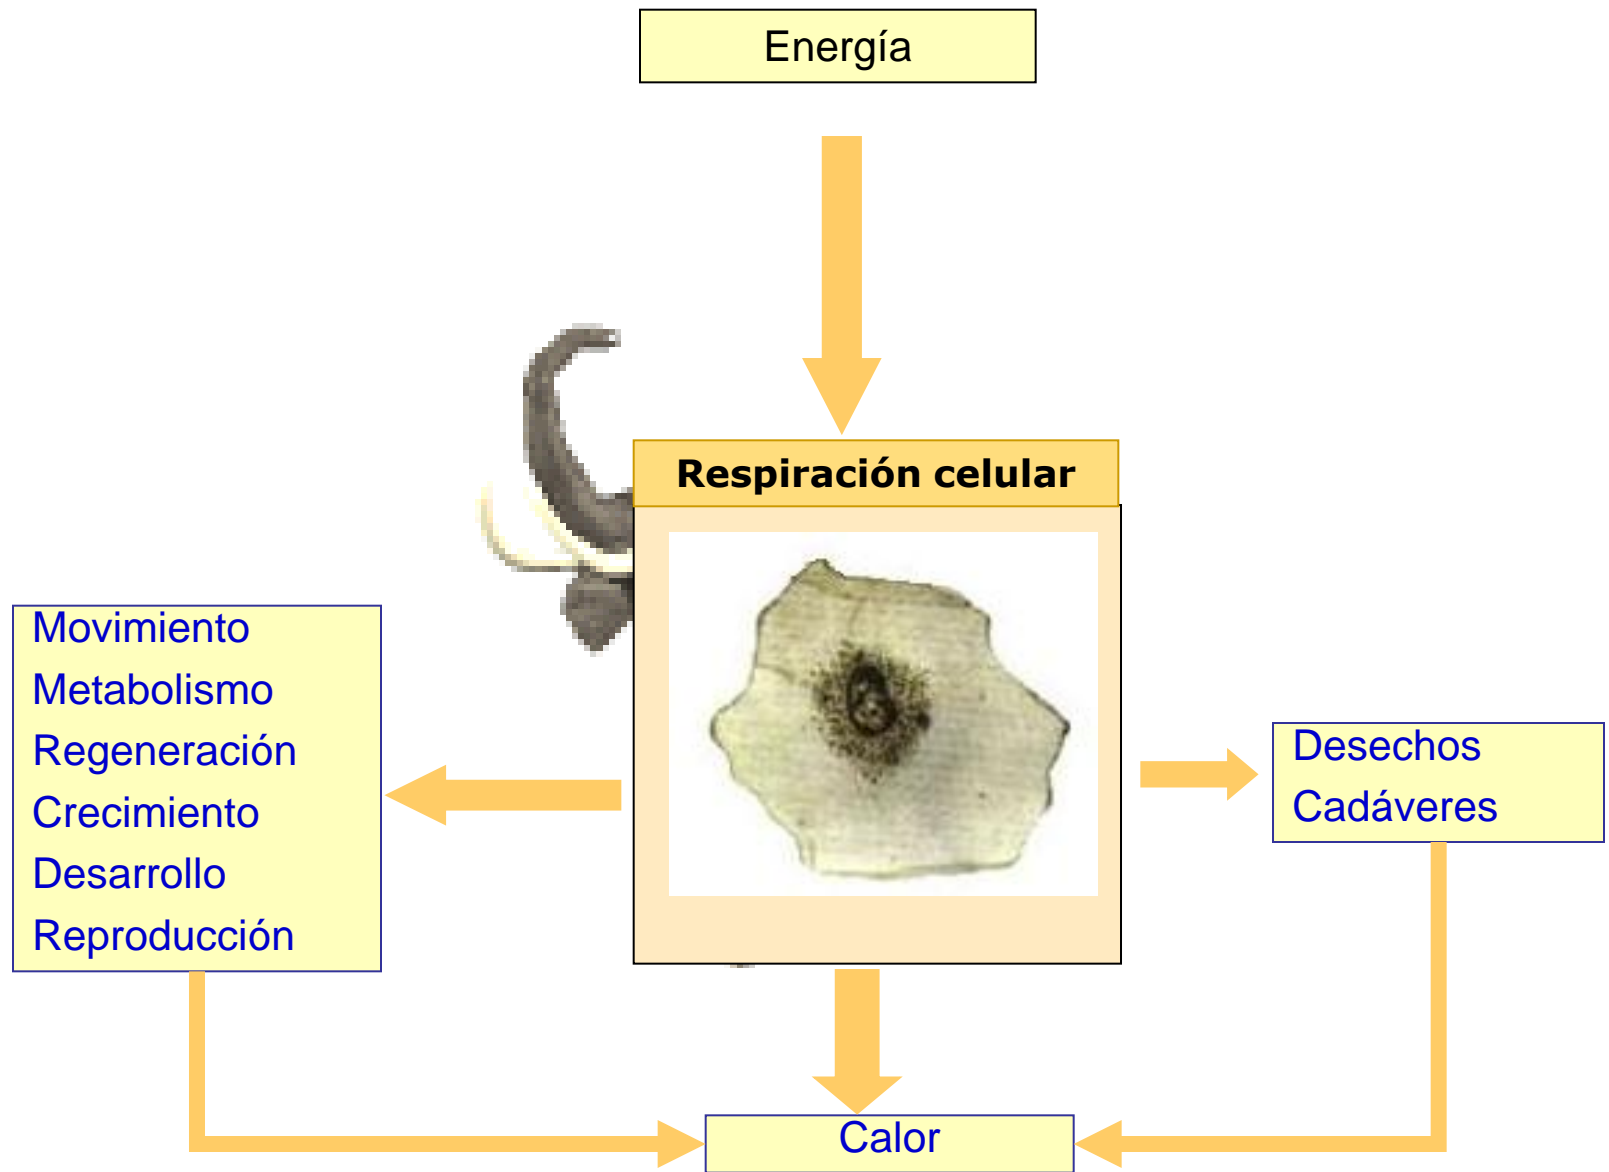 Energía
Respiración celular
Movimiento
Metabolismo
Regeneración
Crecimiento
Desarrollo
Reproducción
Desechos
Cadáveres
Calor